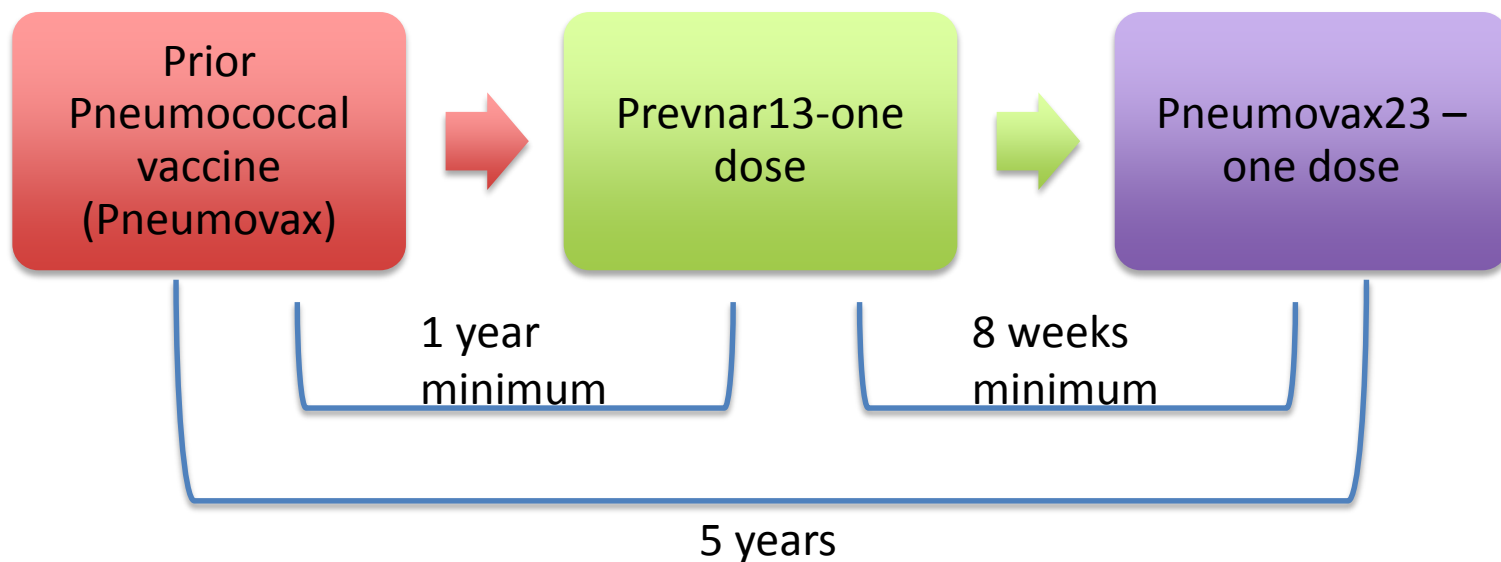 Prior
Pneumococcal
vaccine
(Pneumovax)
Prevnar13-one
dose
Pneumovax23 –
one dose
1 year
minimum
8 weeks
minimum
5 years